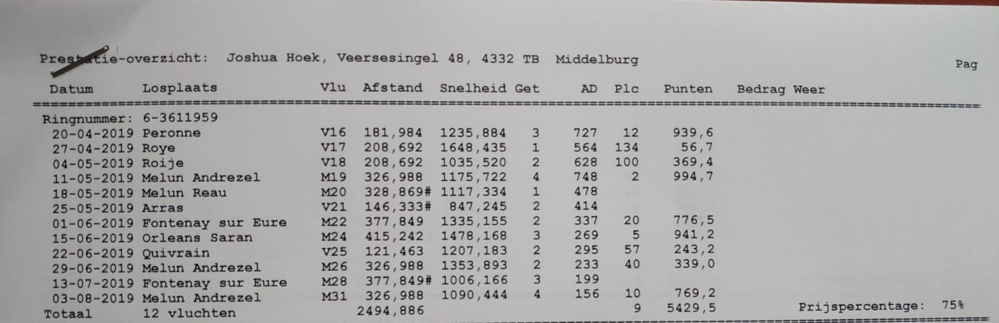 Prestatie-overzicht: Joshua Hoek, Veersesingel 48, 4332 TB Middelburg
Pag
Datum Losplaats Vlu Afstand Snelheid Get AD Plc Punten Bedrag Weer
Ringnummer: 6-3611959
20-04-2019 Peronne V16 181,984 1235,884 3 727 12 939,6
27-04-2019 Roye V17 208,692 1648,435 1 564 134 56,7
04-05-2019 Roije V18 208,692 1035,520 2 628 100 369,4
11-05-2019 Melun Andrezel M19 326,988 1175,722 4 748 2 994,7
18-05-2019 Melun Reau M20 328,869# 1117,334 1 478
25-05-2019 Arras V21 146,333# 847,245 2 414
01-06-2019 Fontenay sur Eure M22 377,849 1335,155 2 337 20 776,5
15-06-2019 Orleans Saran M24 415,242 1478,168 3 269 5 941,2
22-06-2019 Quivrain V25 121,463 1207,183 2 295 57 243,2
29-06-2019 Melun Andrezel M26 326,988 1353,893 2 233 40 339,0
13-07-2019 Fontenay sur Eure M28 377,849# 1006,166 3 199
03-08-2019 Melun Andrezel M31 326,988 1090,444 4 156 10 769,2
Totaal 12 vluchten 2494,886 9 5429,5 Prijspercentage: 75%